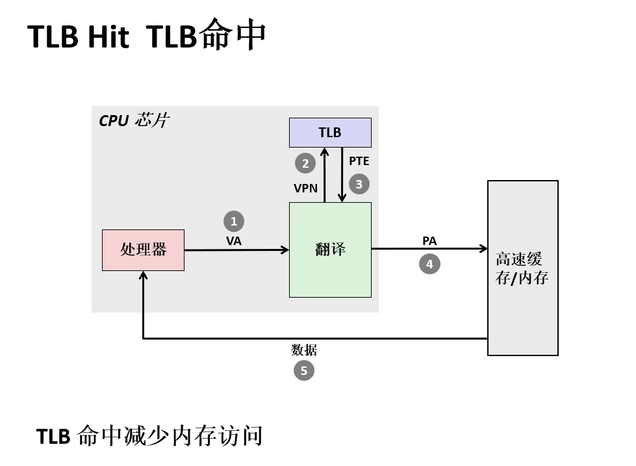 TLB Hit TLB命中
CPU 芯片
TLB
2
PTE
3
VPN
1
VA
处理器
翻译
PA
4
高速缓
存/内存
数据
5
TLB 命中减少内存访问